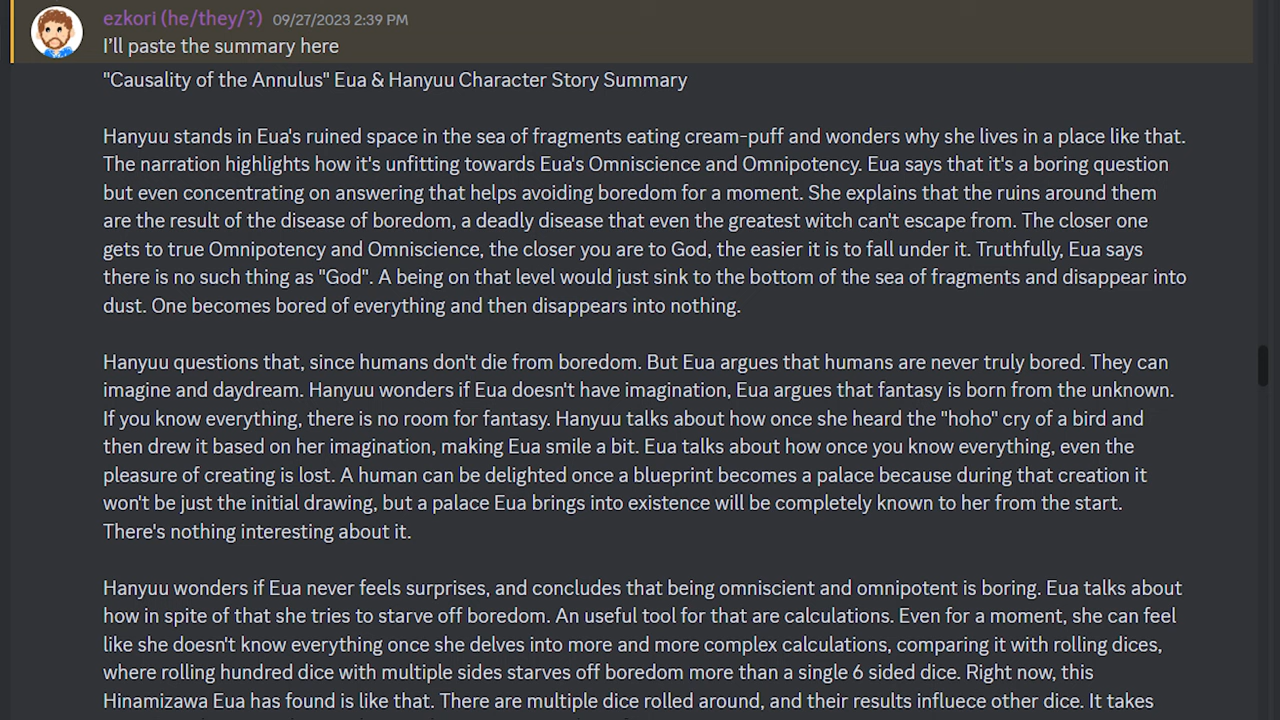 ezkori (he/they/?) 09/27/2023 2:39 PM
I'll paste the summary here
"Causality of the Annulus" Eua & Hanyuu Character Story Summary
Hanyuu stands in Eua's ruined space in the sea of fragments eating cream-puff and wonders why she lives in a place like that.
The narration highlights how it's unfitting towards Eua's Omniscience and Omnipotency. Eua says that it's a boring question
but even concentrating on answering that helps avoiding boredom for a moment. She explains that the ruins around them
are the result of the disease of boredom, a deadly disease that even the greatest witch can't escape from. The closer one
gets to true Omnipotency and Omniscience, the closer you are to God, the easier it is to fall under it. Truthfully, Eua says
there is no such thing as "God". A being on that level would just sink to the bottom of the sea of fragments and disappear into
dust. One becomes bored of everything and then disappears into nothing.
Hanyuu questions that, since humans don't die from boredom. But Eua argues that humans are never truly bored. They can
imagine and daydream. Hanyuu wonders if Eua doesn't have imagination, Eua argues that fantasy is born from the unknown.
If you know everything, there is no room for fantasy. Hanyuu talks about how once she heard the "hoho" cry of a bird and
then drew it based on her imagination, making Eua smile a bit. Eua talks about how once you know everything, even the
pleasure of creating is lost. A human can be delighted once a blueprint becomes a palace because during that creation it
won't be just the initial drawing, but a palace Eua brings into existence will be completely known to her from the start.
There's nothing interesting about it.
Hanyuu wonders if Eua never feels surprises, and concludes that being omniscient and omnipotent is boring. Eua talks about
how in spite of that she tries to starve off boredom. An useful tool for that are calculations. Even for a moment, she can feel
like she doesn't know everything once she delves into more and more complex calculations, comparing it with rolling dices,
where rolling hundred dice with multiple sides starves off boredom more than a single 6 sided dice. Right now, this
Hinamizawa Eua has found is like that. There are multiple dice rolled around, and their results influece other dice. It takes